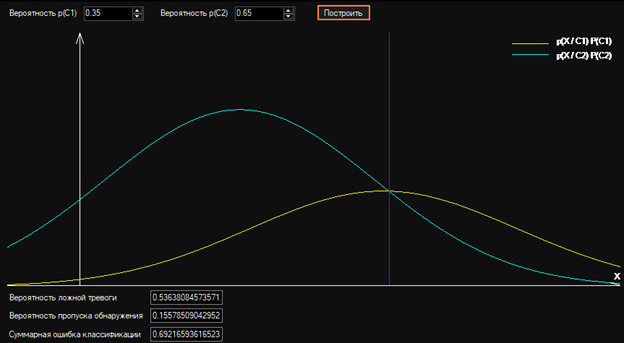 Вероятность p(C1) 0.35 Вероятность p(C2) 0.65 Построить
p(X / C1) P(C1)
p(X / C2) P(C2)
X
Вероятность ложной тревоги 0.53638084573571
Вероятность пропуска обнаружения 0.15578509042952
Суммарная ошибка классификации 0.69216593616523